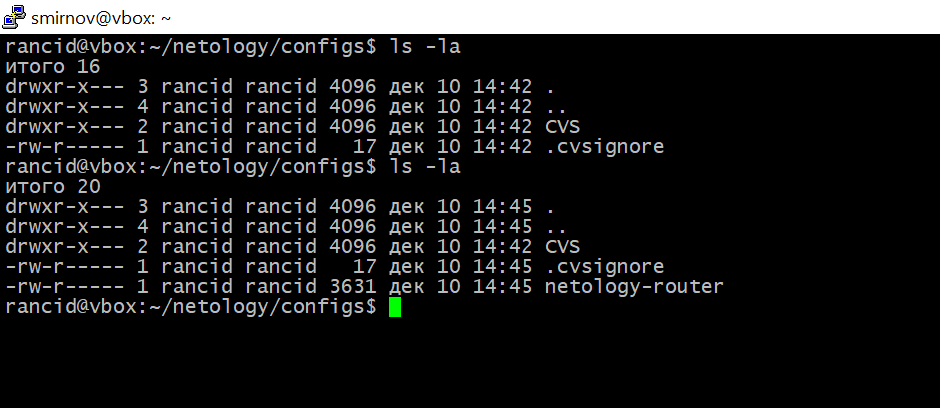 smirnov@vbox: ~
rancid@vbox:~/netology/configs$ ls -la
итого 16
drwxr-x--- 3 rancid rancid 4096 дек 10 14:42 .
drwxr-x--- 4 rancid rancid 4096 дек 10 14:42 ..
drwxr-x--- 2 rancid rancid 4096 дек 10 14:42 CVS
-rw-r----- 1 rancid rancid   17 дек 10 14:42 .cvsignore
rancid@vbox:~/netology/configs$ ls -la
итого 20
drwxr-x--- 3 rancid rancid 4096 дек 10 14:45 .
drwxr-x--- 4 rancid rancid 4096 дек 10 14:45 ..
drwxr-x--- 2 rancid rancid 4096 дек 10 14:42 CVS
-rw-r----- 1 rancid rancid   17 дек 10 14:45 .cvsignore
-rw-r----- 1 rancid rancid 3631 дек 10 14:45 netology-router
rancid@vbox:~/netology/configs$